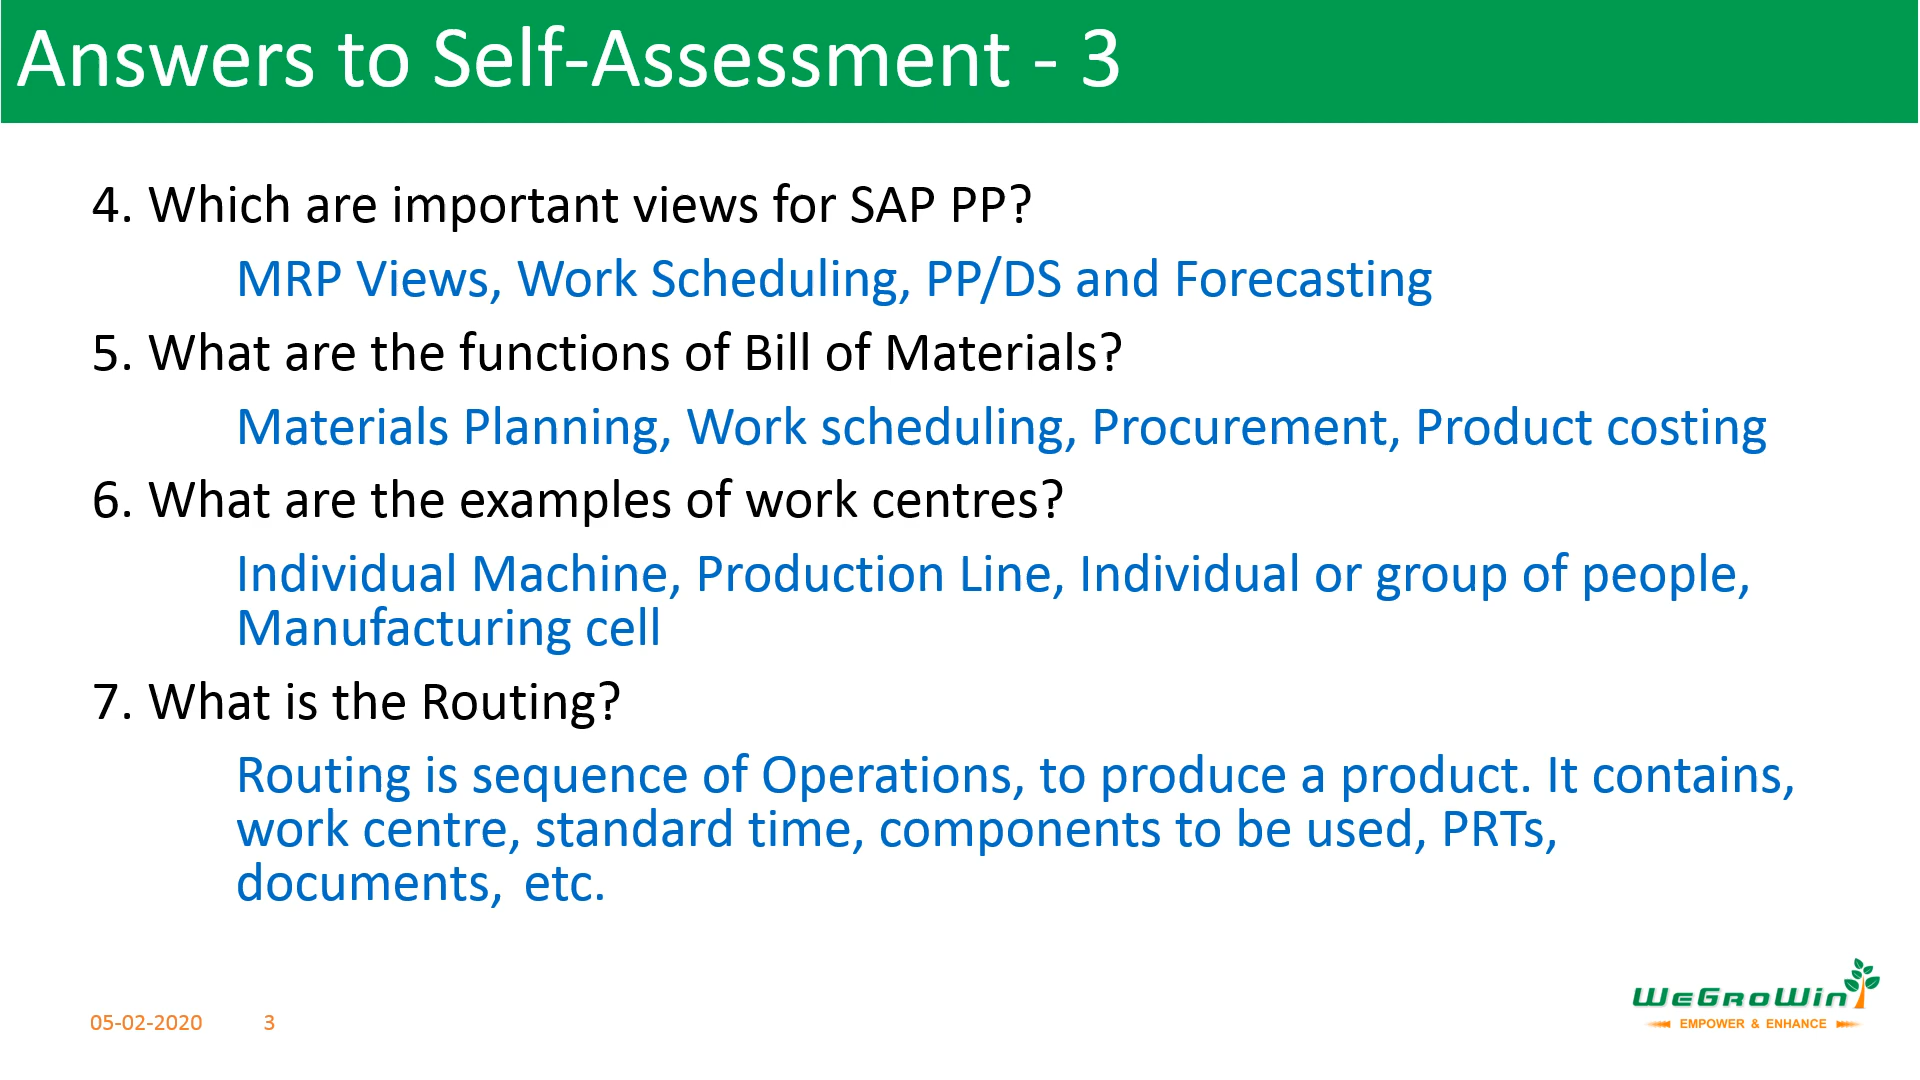 Answers to Self-Assessment - 3
4. Which are important views for SAP PP?
MRP Views, Work Scheduling, PP/DS and Forecasting
5. What are the functions of Bill of Materials?
Materials Planning, Work scheduling, Procurement, Product costing
6. What are the examples of work centres?
Individual Machine, Production Line, Individual or group of people,
Manufacturing cell
7. What is the Routing?
Routing is sequence of Operations, to produce a product. It contains,
work centre, standard time, components to be used, PRTs,
documents, etc.
WeGroWin
EMPOWER & ENHANCE
05-02-2020 3